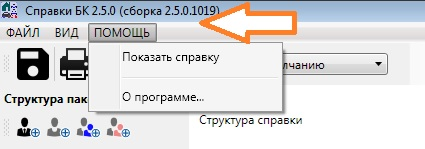 Справки БК 2.5.0 (сборка 2.5.0.1019)
ФАЙЛ ВИД ПОМОЩЬ
Показать справку
лчанию
О программе...
Структура пак
Структура справки